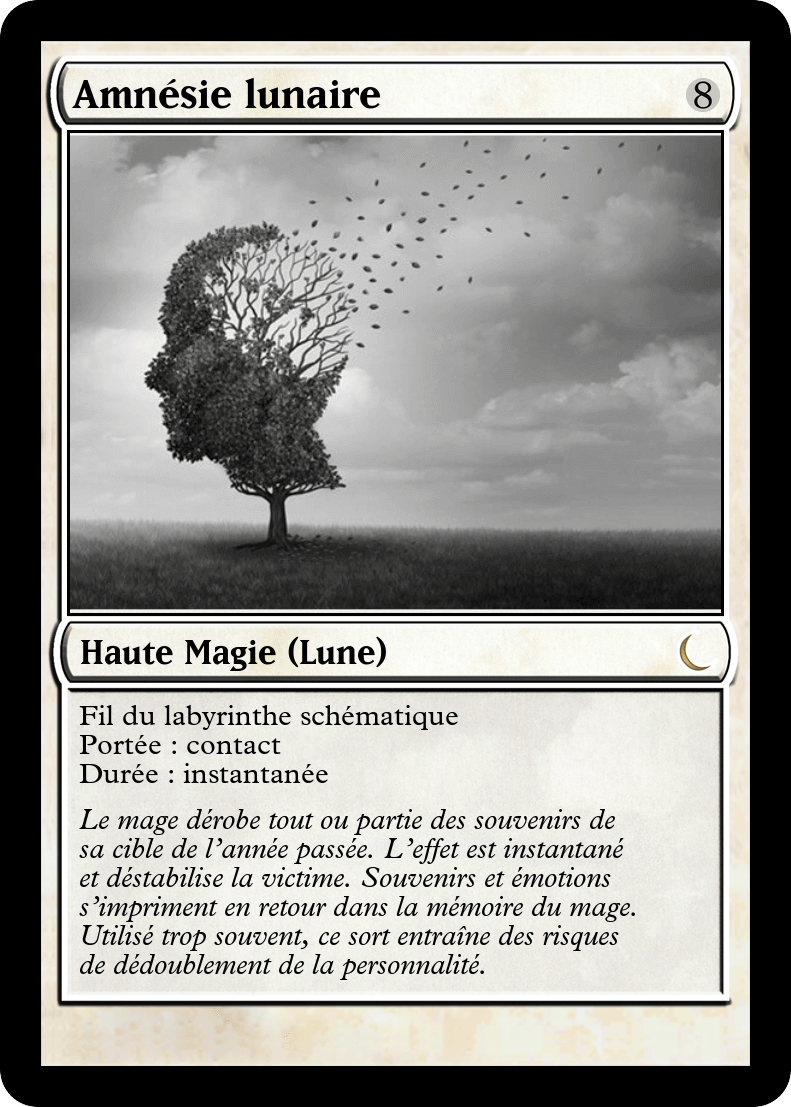 Amnésie lunaire
8
Haute Magie (Lune)
Fil du labyrinthe schématique
Portée : contact
Durée : instantanée
Le mage dérobe tout ou partie des souvenirs de
sa cible de l'année passée. L'effet est instantané
et déstabilise la victime. Souvenirs et émotions
s'impriment en retour dans la mémoire du mage.
Utilisé trop souvent, ce sort entraîne des risques
de dédoublement de la personnalité.